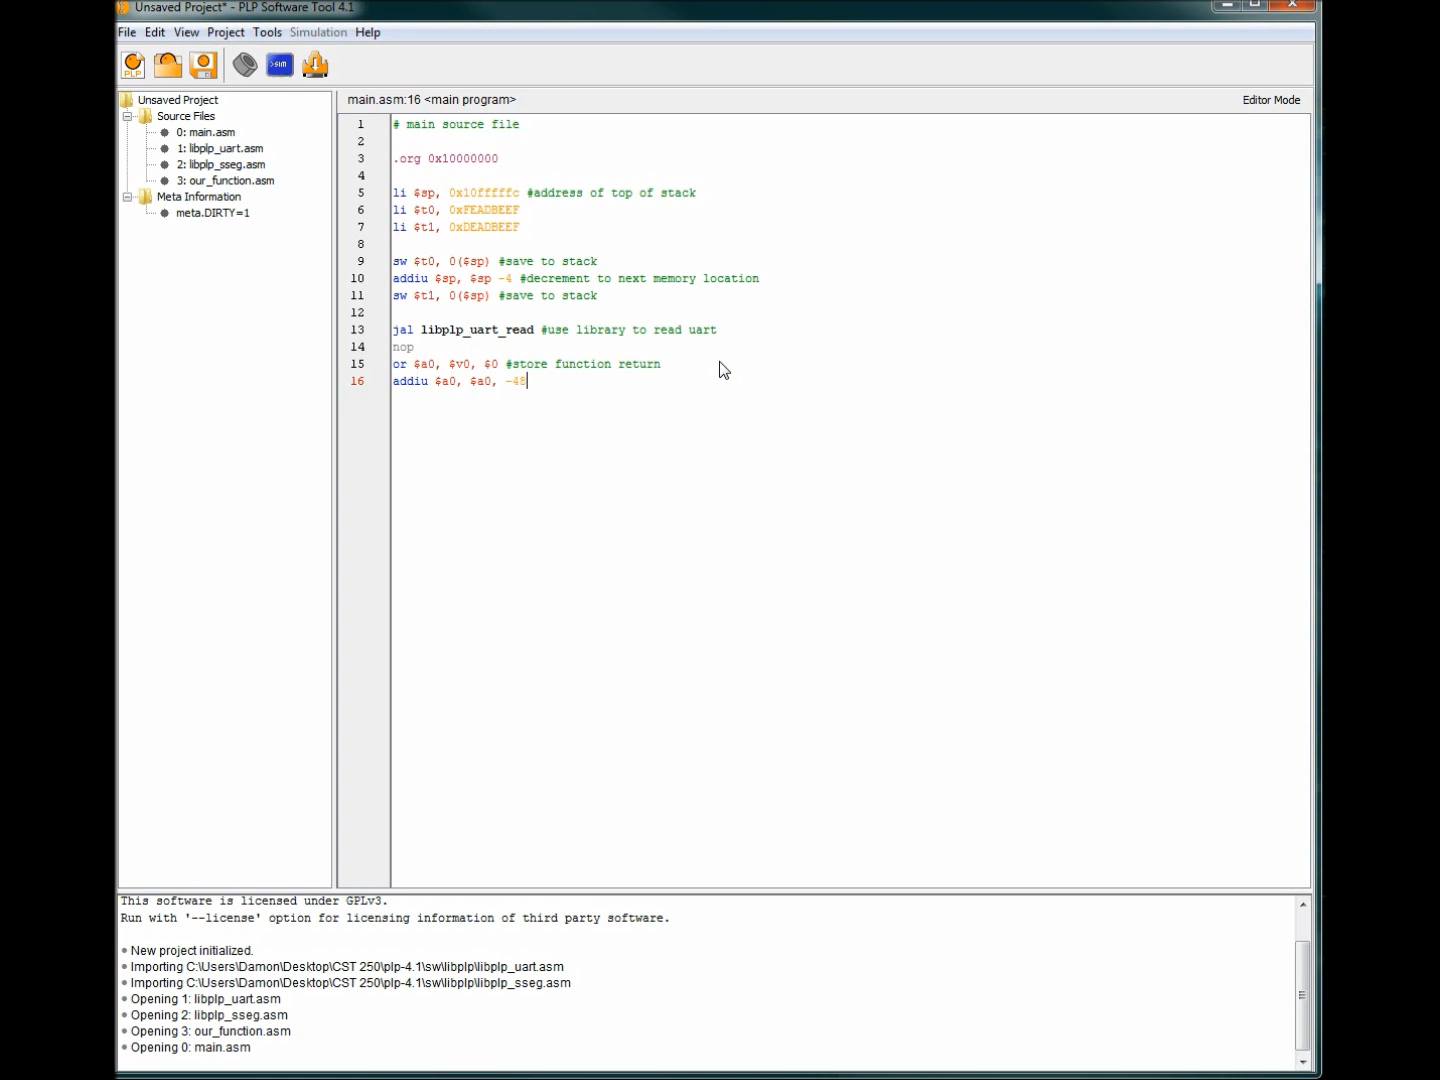 Unsaved Project* - PLP Software Tool 4.1
File Edit View Project Tools Simulation Help
PLP
>SIM
Unsaved Project
Source Files
0: main.asm
1: libplp_uart.asm
2: libplp_sseg.asm
3: our_function.asm
Meta Information
meta.DIRTY=1
main.asm:16 <main program>
Editor Mode
1 # main source file
2
3 .org 0x10000000
4
5 li $sp, 0x10fffffc #address of top of stack
6 li $t0, 0xFEADBEEF
7 li $t1, 0xDEADBEEF
8
9 sw $t0, 0($sp) #save to stack
10 addiu $sp, $sp -4 #decrement to next memory location
11 sw $t1, 0($sp) #save to stack
12
13 jal libplp_uart_read #use library to read uart
14 nop
15 or $a0, $v0, $0 #store function return
16 addiu $a0, $a0, -48
This software is licensed under GPLv3.
Run with '--license' option for licensing information of third party software.
New project initialized.
Importing C:\Users\Damon\Desktop\CST 250\plp-4.1\sw\libplp\libplp_uart.asm
Importing C:\Users\Damon\Desktop\CST 250\plp-4.1\sw\libplp\libplp_sseg.asm
Opening 1: libplp_uart.asm
Opening 2: libplp_sseg.asm
Opening 3: our_function.asm
Opening 0: main.asm